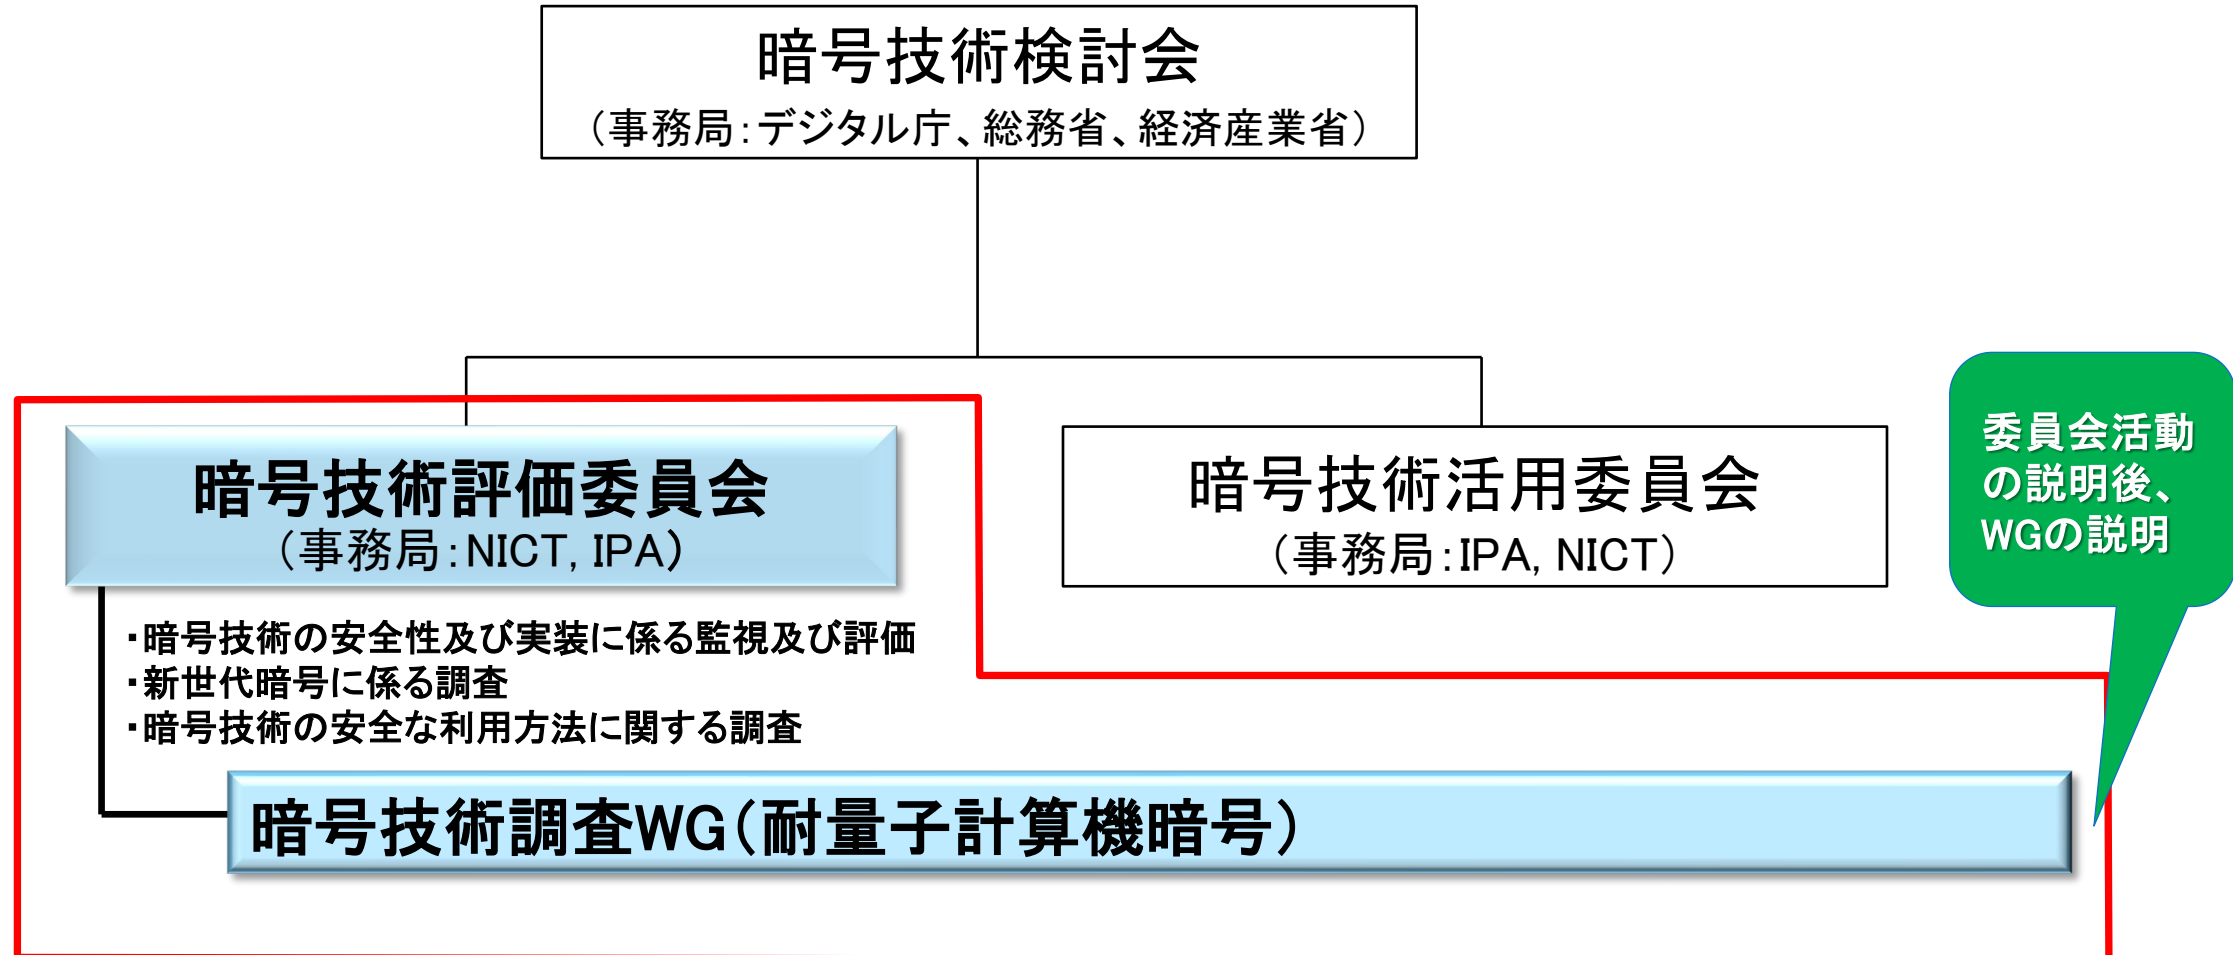 暗号技術検討会
（事務局：デジタル庁、総務省、経済産業省）
暗号技術評価委員会
（事務局：NICT, IPA）
暗号技術活用委員会
（事務局：IPA, NICT）
委員会活動
の説明後、
WGの説明
・暗号技術の安全性及び実装に係る監視及び評価
・新世代暗号に係る調査
・暗号技術の安全な利用方法に関する調査
暗号技術調査WG（耐量子計算機暗号）